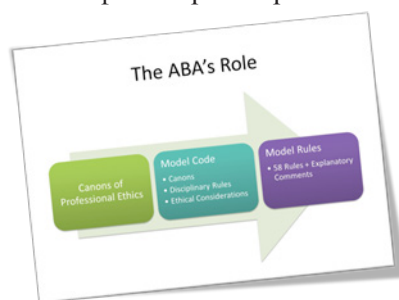 The ABA's Role
Canons of
Professional Ethics
Model Code
• Canons
• Disciplinary Rules
• Ethical Considerations
Model Rules
• 58 Rules + Explanatory
Comments